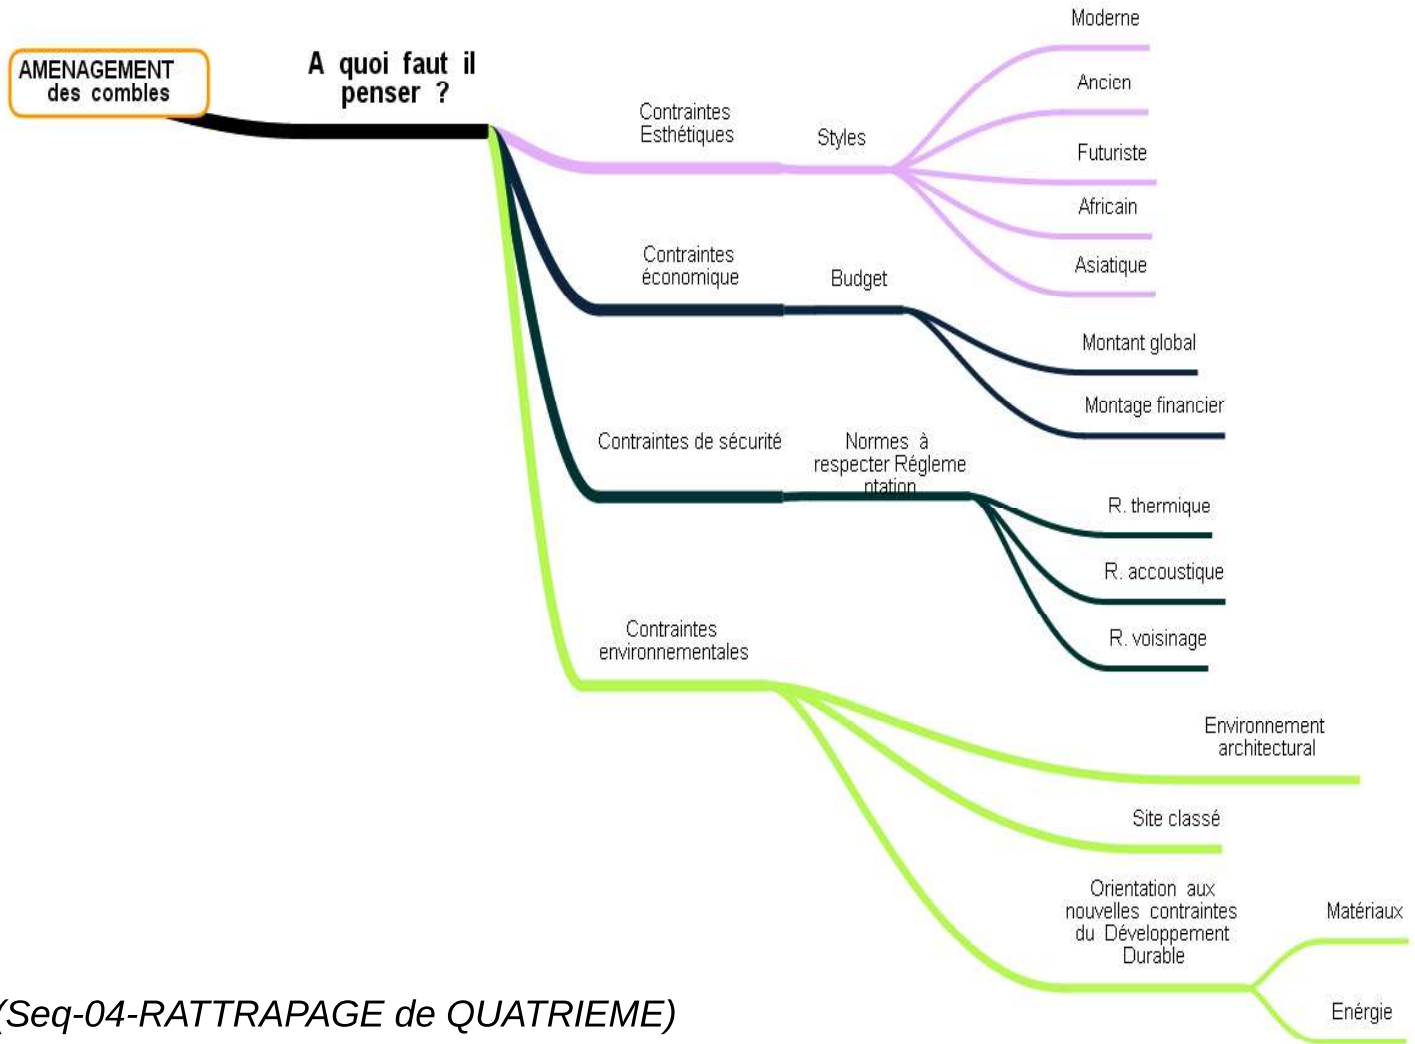 AMENAGEMENT
des combles
A quoi faut il
penser ?
Contraintes
Esthétiques
Styles
Moderne
Ancien
Futuriste
Africain
Asiatique
Contraintes
économique
Budget
Montant global
Montage financier
Contraintes de sécurité
Normes à
respecter Régleme
ntation
R. thermique
R. accoustique
R. voisinage
Contraintes
environnementales
Environnement
architectural
Site classé
Orientation aux
nouvelles contraintes
du Développement
Durable
Matériaux
Enérgie
(Seq-04-RATTRAPAGE de QUATRIEME)